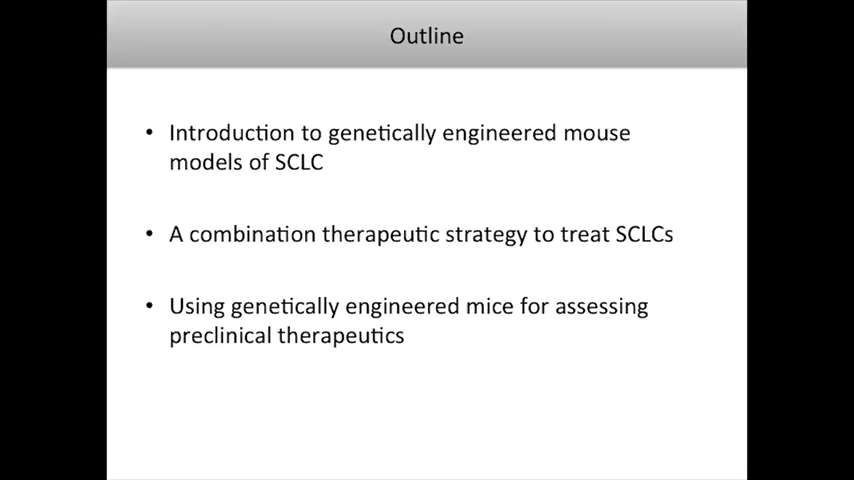 Outline
• Introduction to genetically engineered mouse
models of SCLC
• A combination therapeutic strategy to treat SCLCs
• Using genetically engineered mice for assessing
preclinical therapeutics